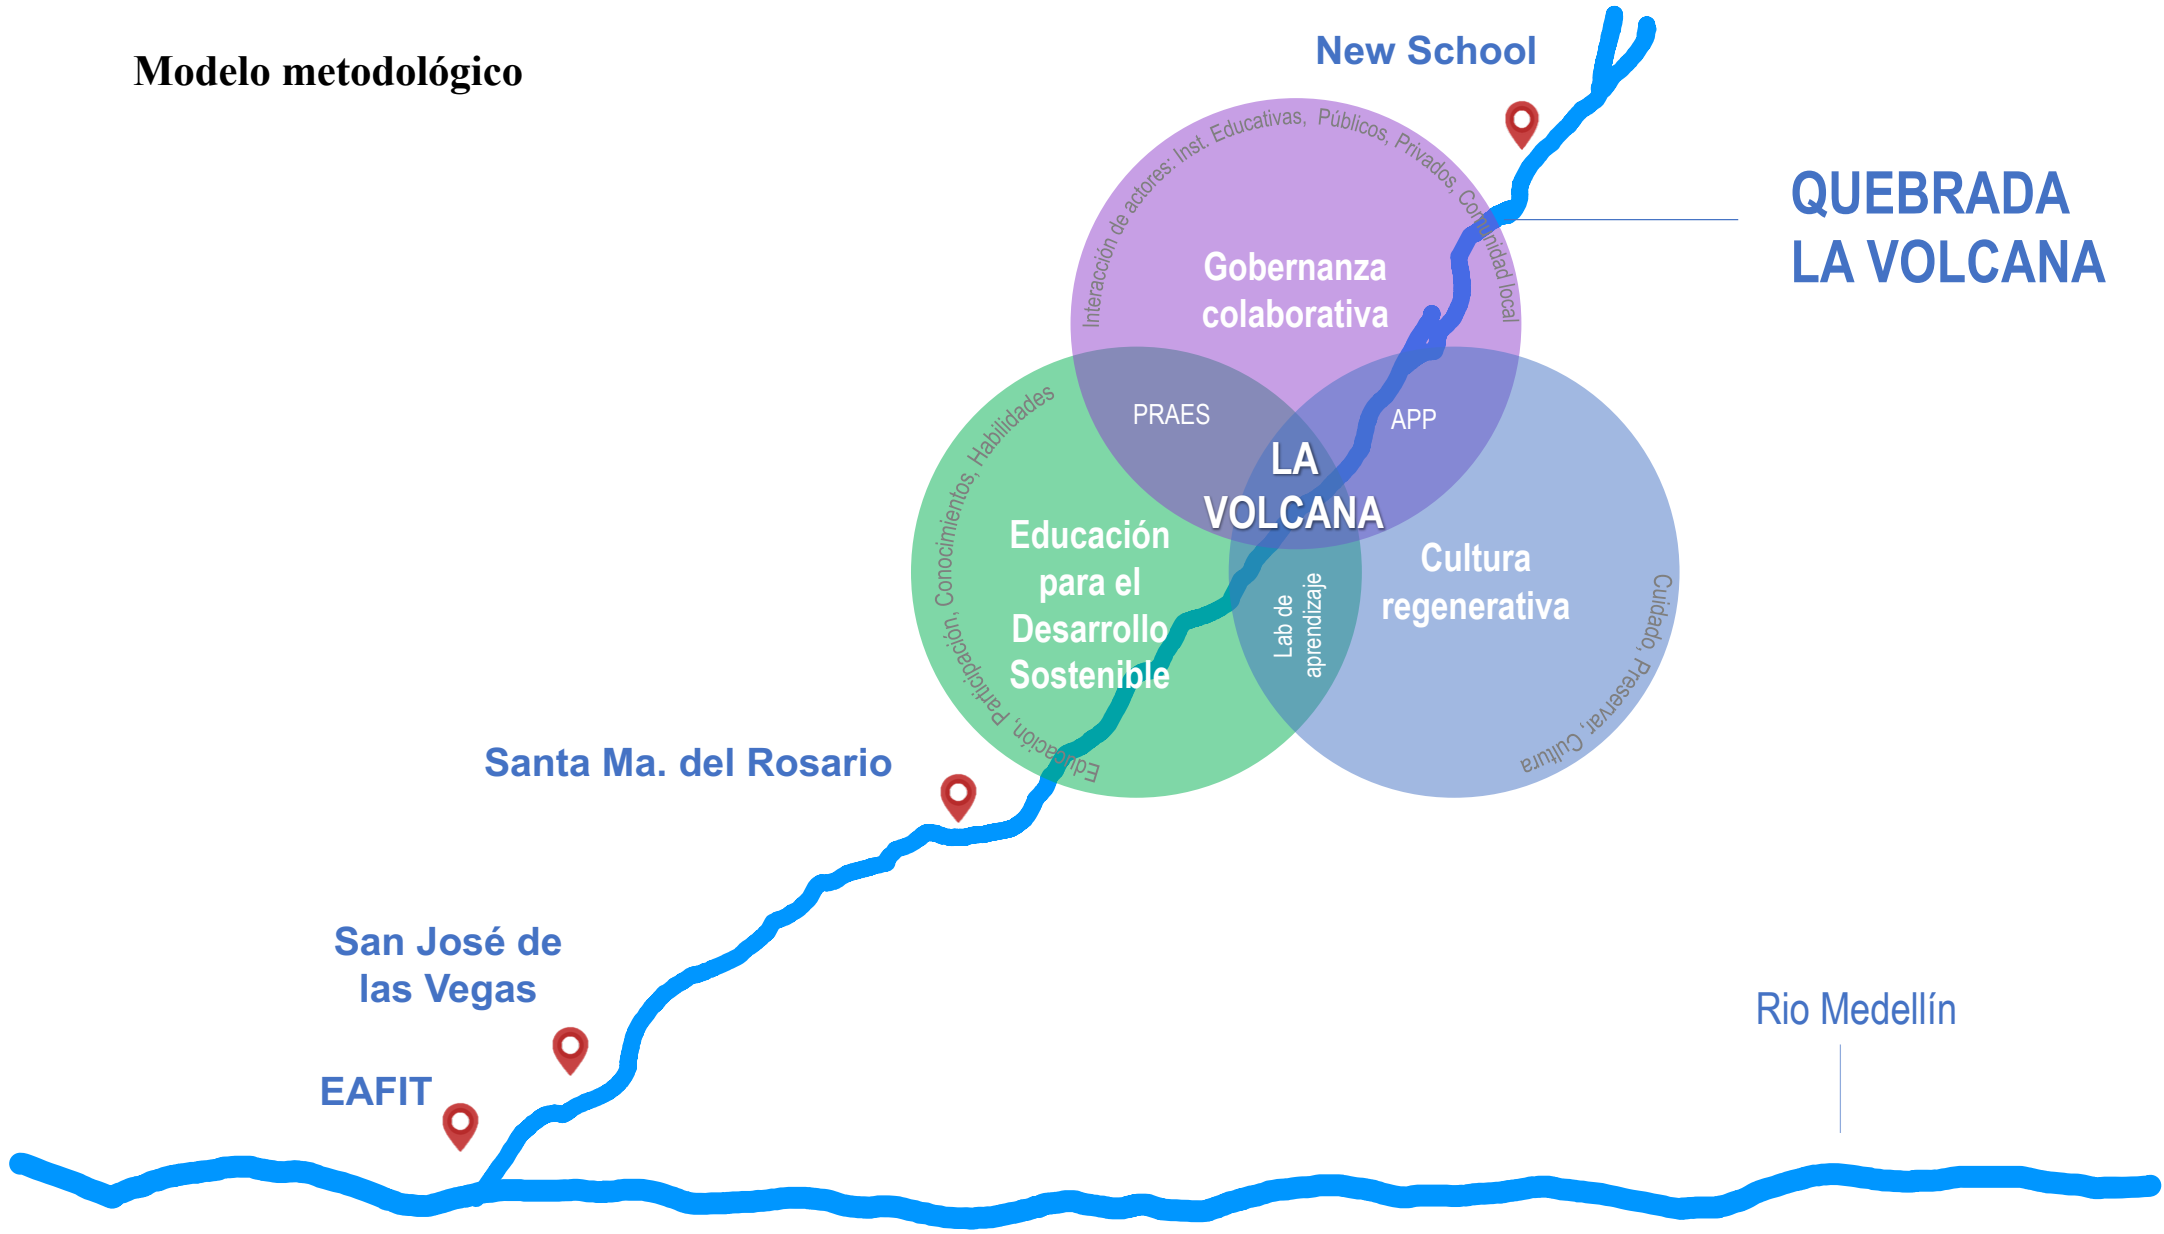 Modelo metodológico
New School
QUEBRADA
LA VOLCANA
Interacción de actores: Inst. Educativas, Públicos, Privados, Comunidad local
Gobernanza
colaborativa
PRAES
APP
LA
VOLCANA
Educación, Participación, Conocimientos, Habilidades
Educación
para el
Desarrollo
Sostenible
Lab de
aprendizaje
Cultura
regenerativa
Cuidado, Preservar, Cultura
Santa Ma. del Rosario
San José de
las Vegas
EAFIT
Rio Medellín